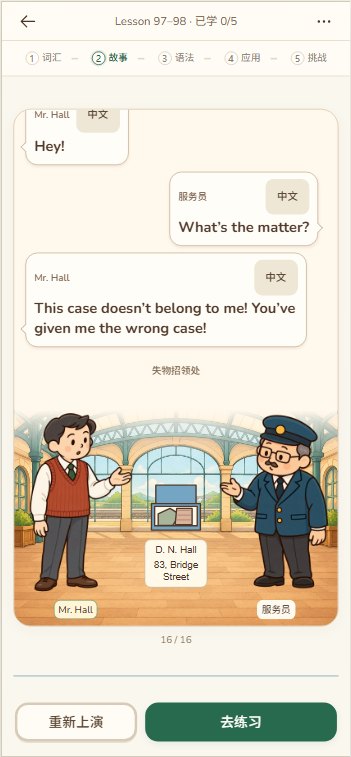 Lesson 97–98 · 已学 0/5
1 词汇 – 2 故事 – 3 语法 – 4 应用 – 5 挑战
Mr. Hall 中文
Hey!
服务员 中文
What’s the matter?
Mr. Hall 中文
This case doesn’t belong to me! You’ve
given me the wrong case!
失物招领处
D. N. Hall
83, Bridge
Street
Mr. Hall
服务员
16 / 16
重新上演
去练习